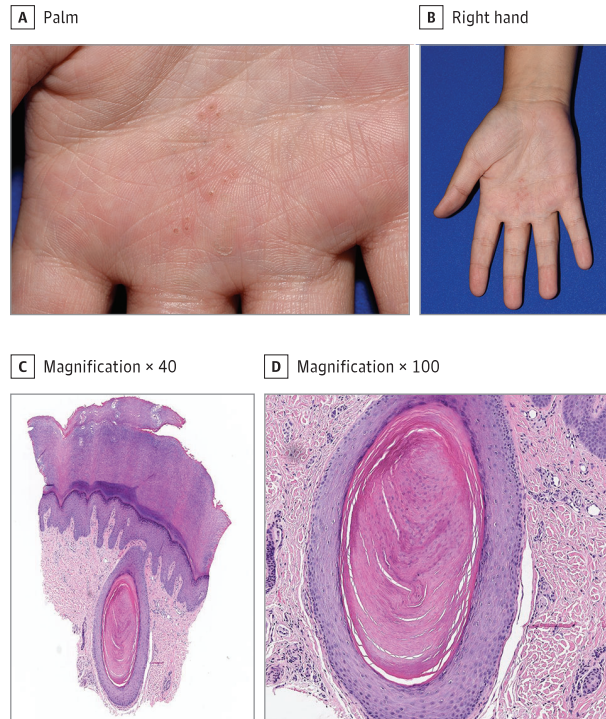 A Palm
B Right hand
C Magnification × 40
D Magnification × 100